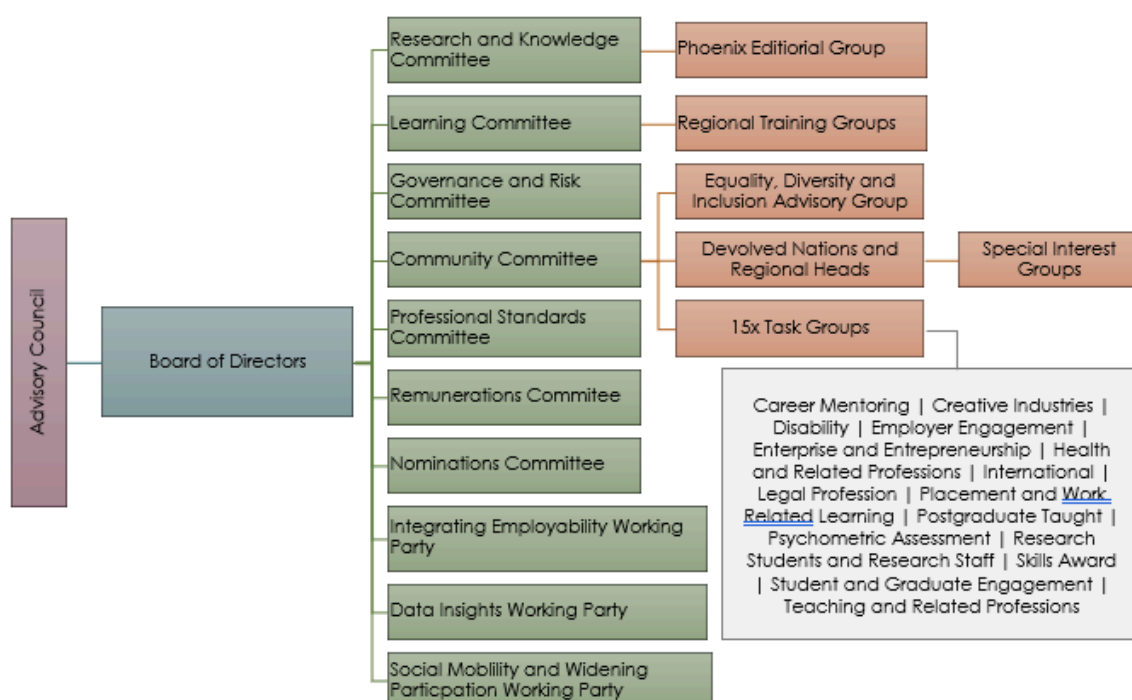 Advisory Council
Board of Directors
Research and Knowledge
Committee
Phoenix Editiorial Group
Learning Committee
Regional Training Groups
Governance and Risk
Committee
Equality, Diversity and
Inclusion Advisory Group
Community Committee
Devolved Nations and
Regional Heads
Special Interest
Groups
Professional Standards
Committee
15x Task Groups
Remunerations Commitee
Nominations Committee
Integrating Employability Working
Party
Data Insights Working Party
Social Moblility and Widening
Particpation Working Party
Career Mentoring | Creative Industries |
Disability | Employer Engagement |
Enterprise and Entrepreneurship | Health
and Related Professions | International |
Legal Profession | Placement and Work
Related Learning | Postgraduate Taught |
Psychometric Assessment | Research
Students and Research Staff | Skills Award
| Student and Graduate Engagement |
Teaching and Related Professions